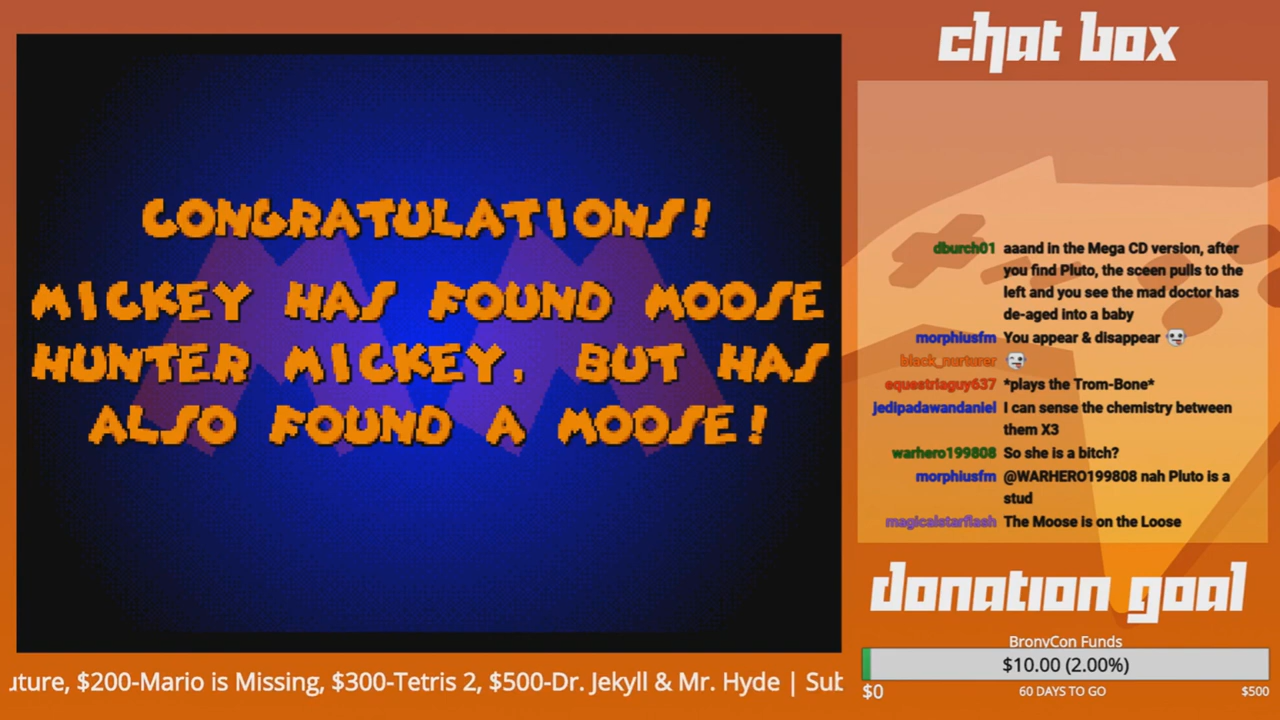 chat box
CONGRATULATIONS!
MICKEY HAS FOUND MOOSE
HUNTER MICKEY, BUT HAS
ALSO FOUND A MOOSE!
dburch01 aaand in the Mega CD version, after
you find Pluto, the sceen pulls to the
left and you see the mad doctor has
de-aged into a baby
morphiusfm You appear & disappear
black_nurturer
equestriaguy637 *plays the Trom-Bone*
jedipadawandaniel I can sense the chemistry between
them X3
warhero199808 So she is a bitch?
morphiusfm @WARHERO199808 nah Pluto is a
stud
magicalstarflash The Moose is on the Loose
donation goal
BronyCon Funds
$10.00 (2.00%)
$0 60 DAYS TO GO $500
uture, $200-Mario is Missing, $300-Tetris 2, $500-Dr. Jekyll & Mr. Hyde | Sub